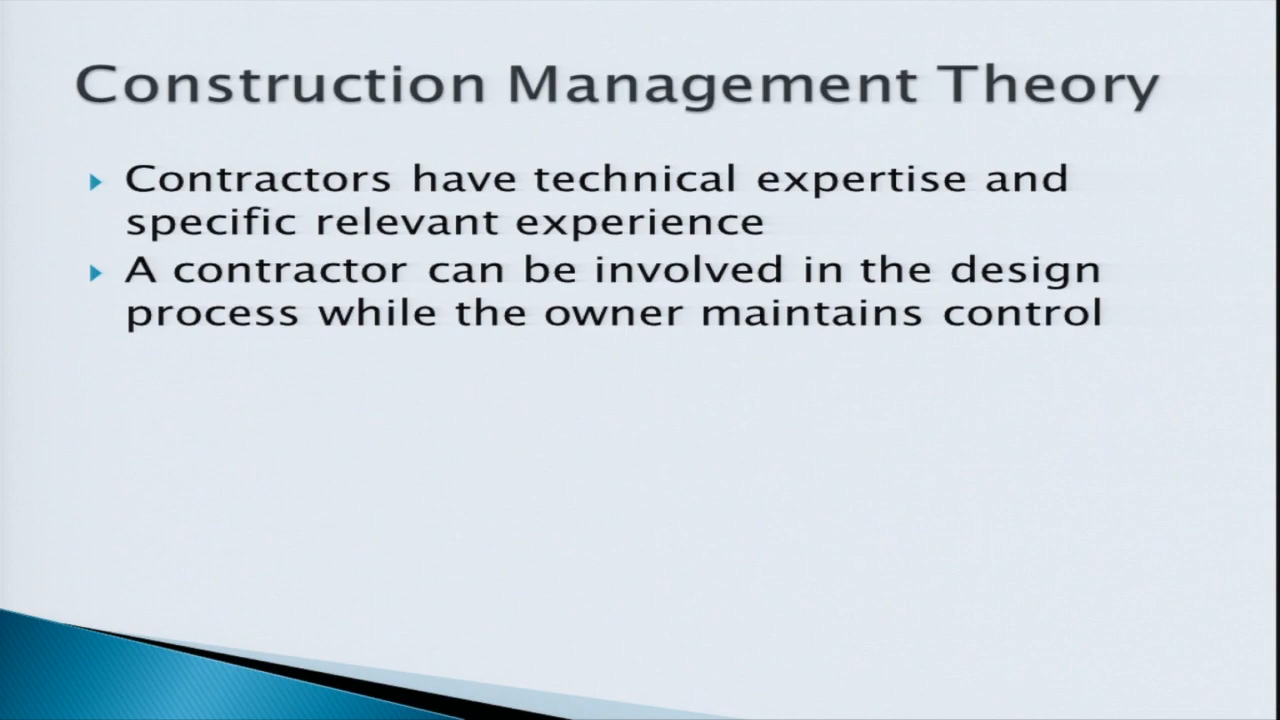 Construction Management Theory
Contractors have technical expertise and
specific relevant experience
A contractor can be involved in the design
process while the owner maintains control